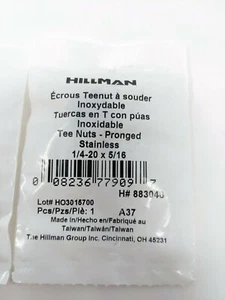 HILLMAN
Écrous Teenut à souder
Inoxydable
Tuercas en T con púas
Inoxidable
Tee Nuts - Pronged
Stainless
1/4-20 x 5/16
0 08236 77909 7
H# 883040
Lot# HO3015700
Pcs/Pzs/Piè: 1 A37
Made in/Hecho en/Fabriqué au
Taiwan/Taiwán/Taiwan
The Hillman Group Inc. Cincinnati, OH 45231